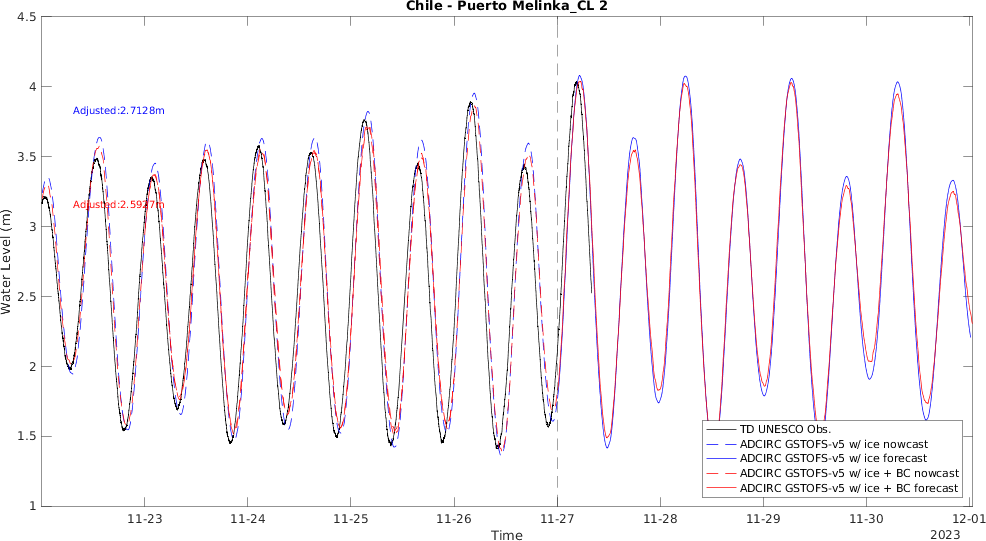 Chile - Puerto Melinka_CL 2
4.5
4
3.5
3
2.5
2
1.5
1
Water Level (m)
Adjusted:2.7128m
Adjusted:2.5927m
TD UNESCO Obs.
ADCIRC GSTOFS-v5 w/ ice nowcast
ADCIRC GSTOFS-v5 w/ ice forecast
ADCIRC GSTOFS-v5 w/ ice + BC nowcast
ADCIRC GSTOFS-v5 w/ ice + BC forecast
11-23 11-24 11-25 11-26 11-27 11-28 11-29 11-30 12-01
Time
2023